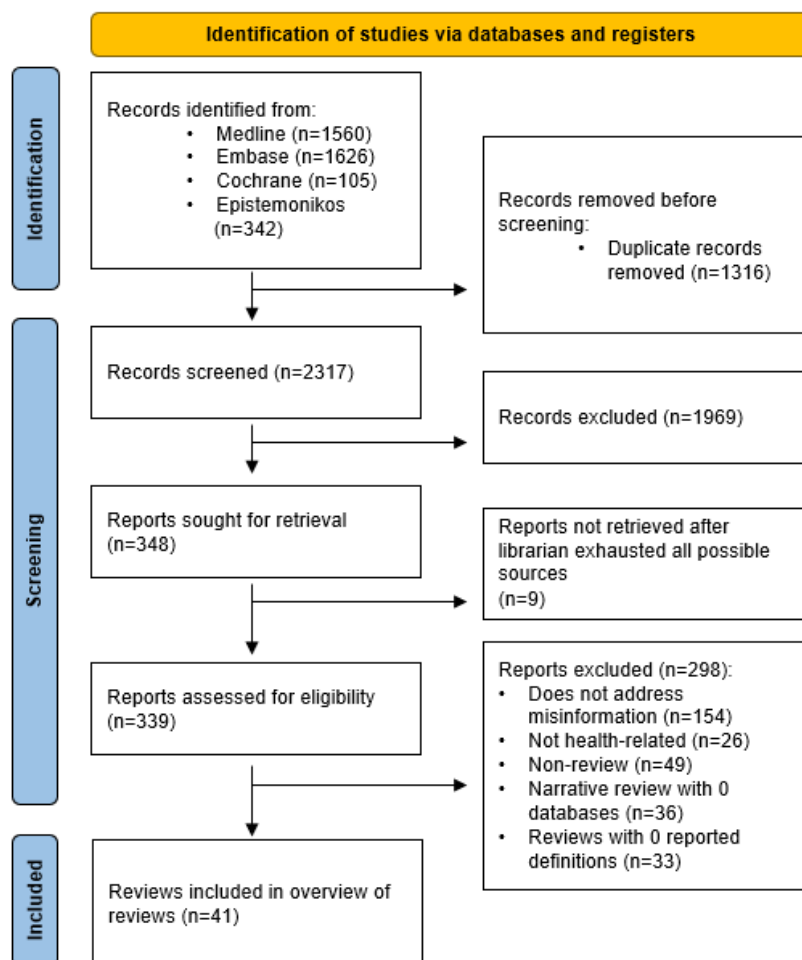 Identification of studies via databases and registers
Identification
Records identified from:
• Medline (n=1560)
• Embase (n=1626)
• Cochrane (n=105)
• Epistemonikos
(n=342)
Records removed before
screening:
• Duplicate records
removed (n=1316)
Screening
Records screened (n=2317)
Records excluded (n=1969)
Reports sought for retrieval
(n=348)
Reports not retrieved after
librarian exhausted all possible
sources
(n=9)
Reports assessed for eligibility
(n=339)
Reports excluded (n=298):
• Does not address
misinformation (n=154)
• Not health-related (n=26)
• Non-review (n=49)
• Narrative review with 0
databases (n=36)
• Reviews with 0 reported
definitions (n=33)
Included
Reviews included in overview of
reviews (n=41)